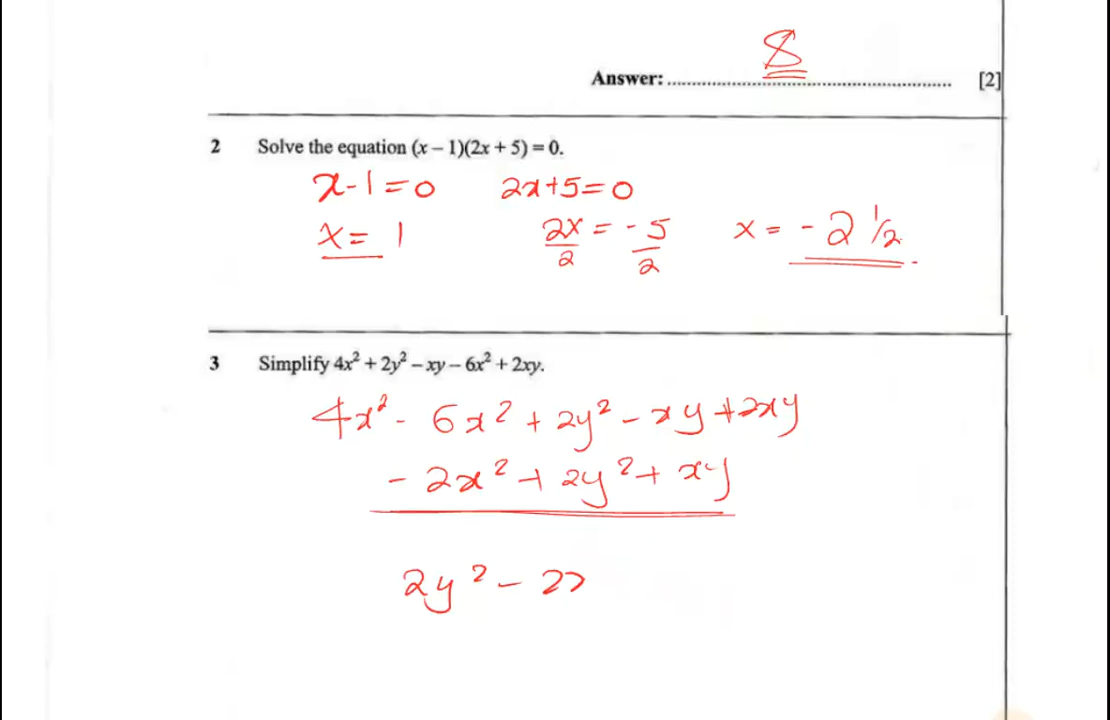 8
Answer: ........................................................ [2]
2 Solve the equation (x – 1)(2x + 5) = 0.
x-1=0 2x+5=0
x= 1 2x/2 = -5/2 x = -2 1/2.
3 Simplify 4x² + 2y² – xy – 6x² + 2xy.
4x² - 6x² + 2y² - xy + 2xy
- 2x² + 2y² + xy
2y² - 2